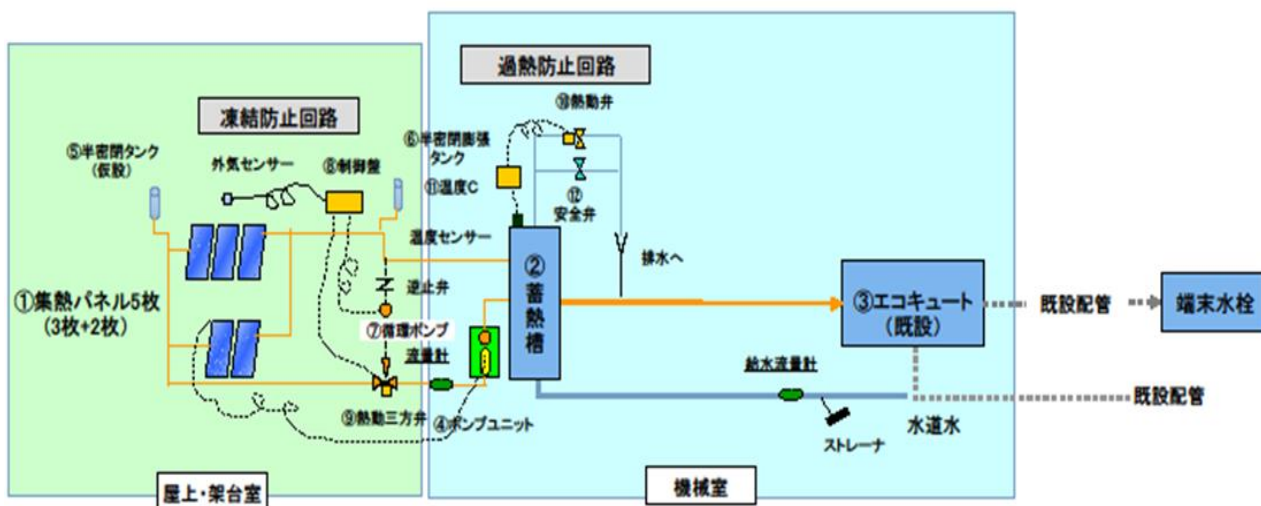 過熱防止回路
⑩熱動弁
凍結防止回路
⑥半密閉膨張
タンク
⑤半密閉タンク
(仮設)
外気センサー
⑧制御盤
⑪温度C
⑫
安全弁
温度センサー
②蓄熱槽
排水へ
①集熱パネル5枚
(3枚+2枚)
逆止弁
③エコキュート
(既設)
既設配管
端末水栓
⑦循環ポンプ
流量計
給水流量計
既設配管
⑨熱動三方弁
④ポンプユニット
ストレーナ
水道水
屋上・架台室
機械室